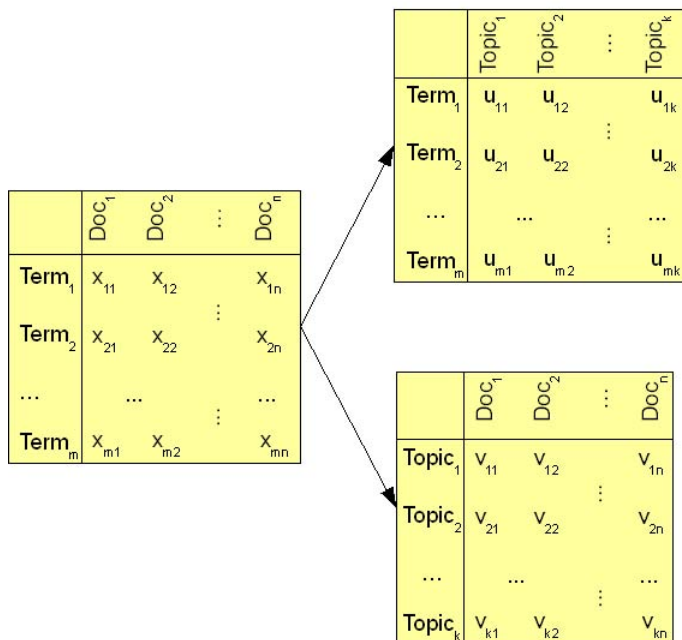 Doc₁ Doc₂ ... Docₙ
Term₁ x₁₁ x₁₂ x₁ₙ
...
Term₂ x₂₁ x₂₂ x₂ₙ
... ... ...
...
Termₘ xₘ₁ xₘ₂ xₘₙ
Topic₁ Topic₂ ... Topicₖ
Term₁ u₁₁ u₁₂ u₁ₖ
...
Term₂ u₂₁ u₂₂ u₂ₖ
... ... ...
...
Termₘ uₘ₁ uₘ₂ uₘₖ
Doc₁ Doc₂ ... Docₙ
Topic₁ v₁₁ v₁₂ v₁ₙ
...
Topic₂ v₂₁ v₂₂ v₂ₙ
... ... ...
...
Topicₖ vₖ₁ vₖ₂ vₖₙ